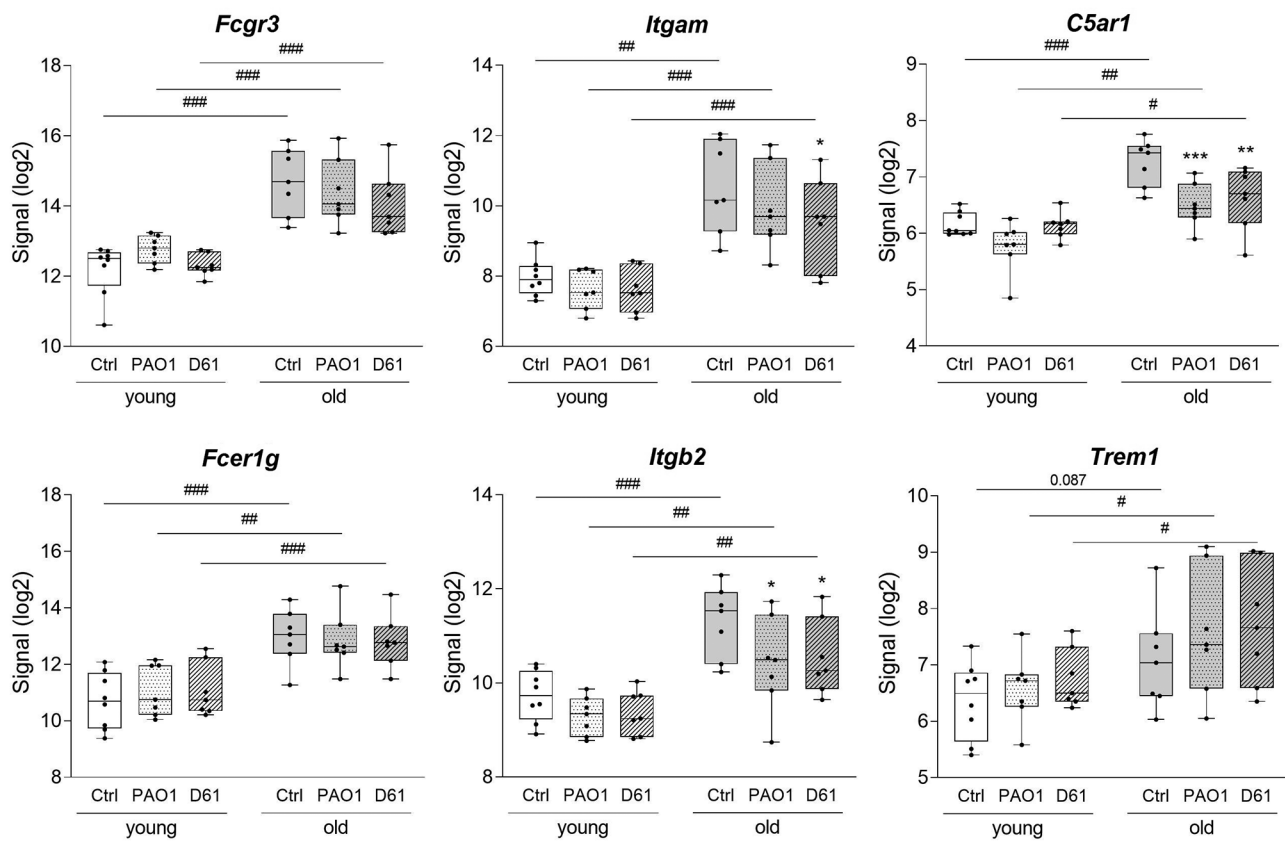 Fcgr3
###
###
###
Signal (log2)
18
16
14
12
10
Ctrl PAO1 D61 Ctrl PAO1 D61
young old
Itgam
##
###
###
*
Signal (log2)
14
12
10
8
6
Ctrl PAO1 D61 Ctrl PAO1 D61
young old
C5ar1
###
##
#
*** **
Signal (log2)
9
8
7
6
5
4
Ctrl PAO1 D61 Ctrl PAO1 D61
young old
Fcer1g
###
##
###
Signal (log2)
18
16
14
12
10
8
Ctrl PAO1 D61 Ctrl PAO1 D61
young old
Itgb2
###
##
##
* *
Signal (log2)
14
12
10
8
Ctrl PAO1 D61 Ctrl PAO1 D61
young old
Trem1
0.087
#
#
Signal (log2)
10
9
8
7
6
5
Ctrl PAO1 D61 Ctrl PAO1 D61
young old